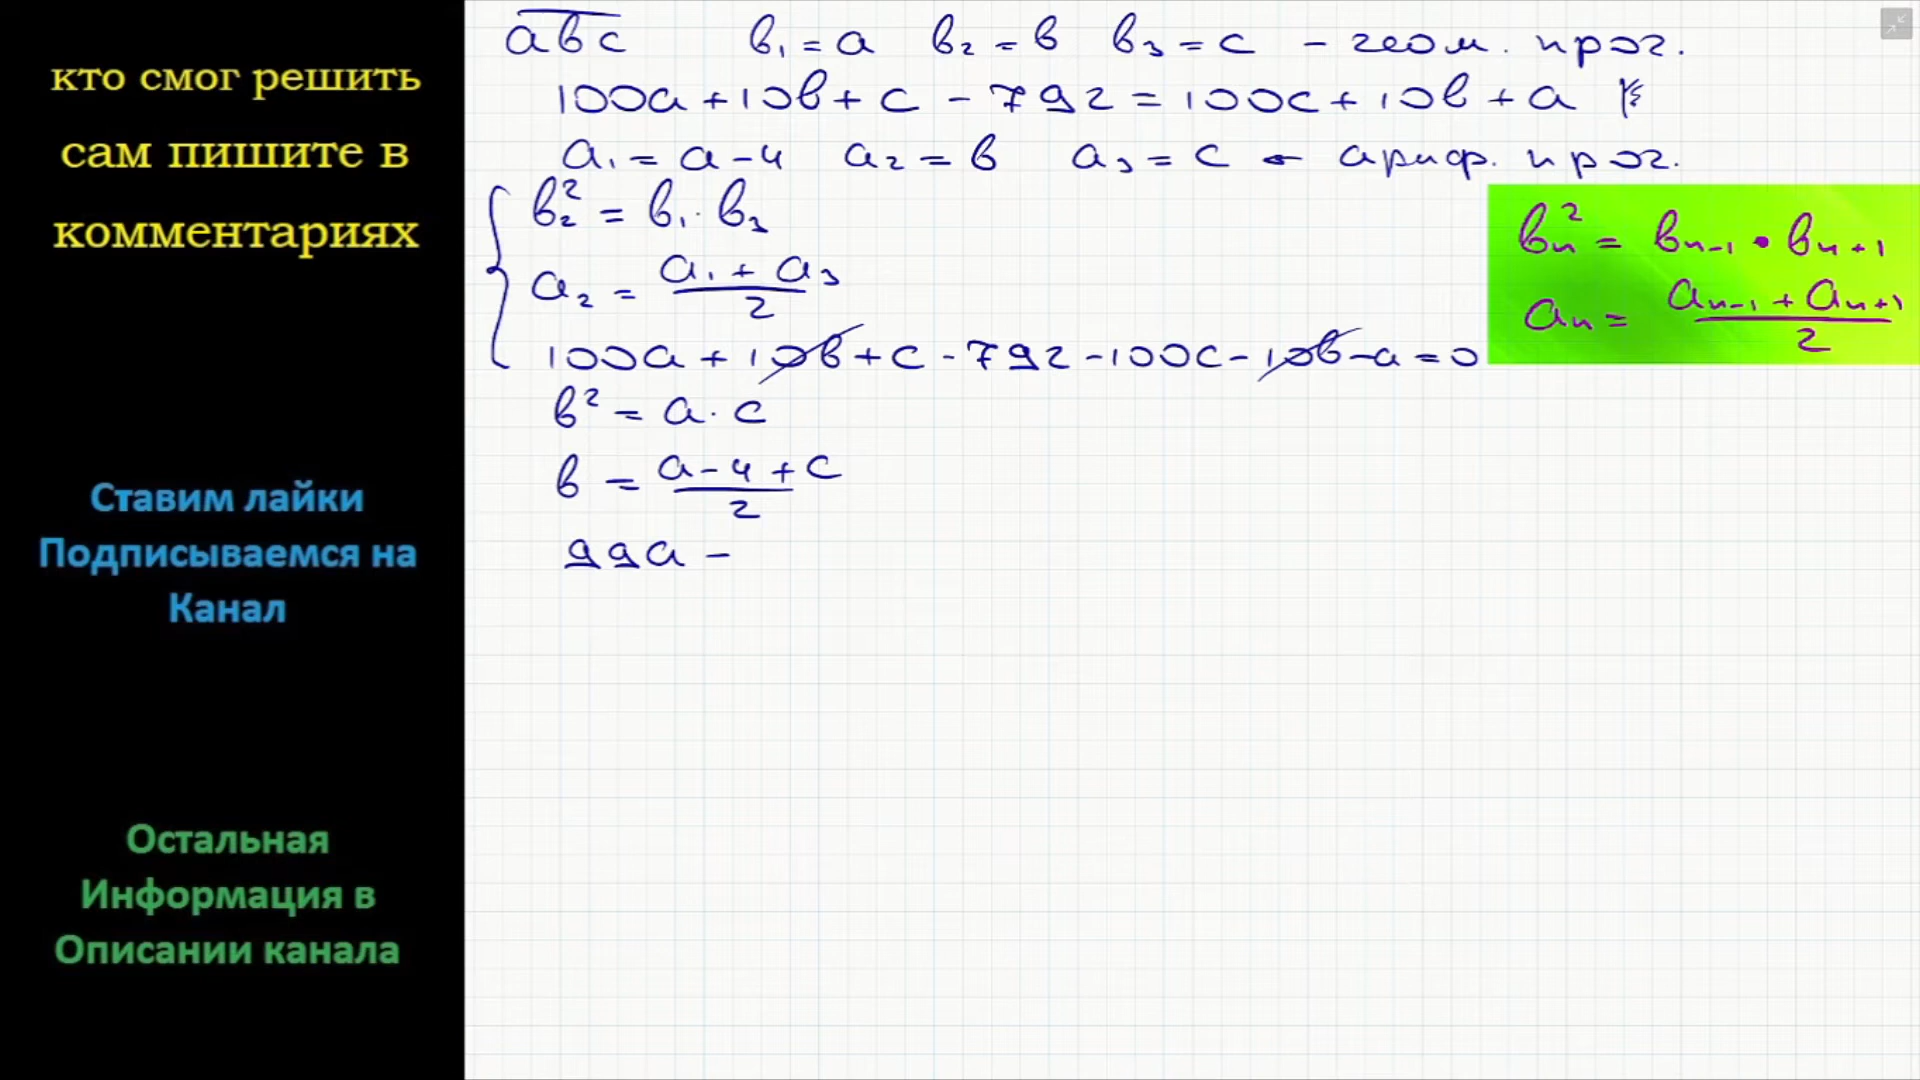 кто смог решить
сам пишите в
комментариях
Ставим лайки
Подписываемся на
Канал
Остальная
Информация в
Описании канала
abc b₁ = a b₂ = b b₃ = c – геом. прог.
100a + 10b + c - 792 = 100c + 10b + a
a₁ = a - 4 a₂ = b a₃ = c ← ариф. прог.
b₂² = b₁ · b₃
a₂ = (a₁ + a₃)/2
100a + 10b + c - 792 - 100c - 10b - a = 0
b² = a · c
b = (a - 4 + c)/2
99a -
bₙ² = bₙ₋₁ • bₙ₊₁
aₙ = (aₙ₋₁ + aₙ₊₁)/2